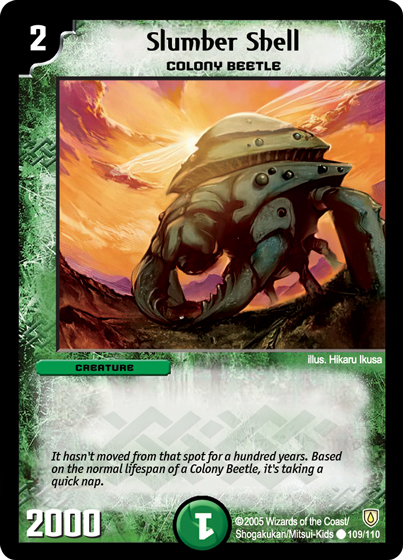 2
Slumber Shell
COLONY BEETLE
illus. Hikaru Ikusa
CREATURE
It hasn't moved from that spot for a hundred years. Based
on the normal lifespan of a Colony Beetle, it's taking a
quick nap.
2000
1
©2005 Wizards of the Coast/
Shogakukan/Mitsui-Kids 109/110